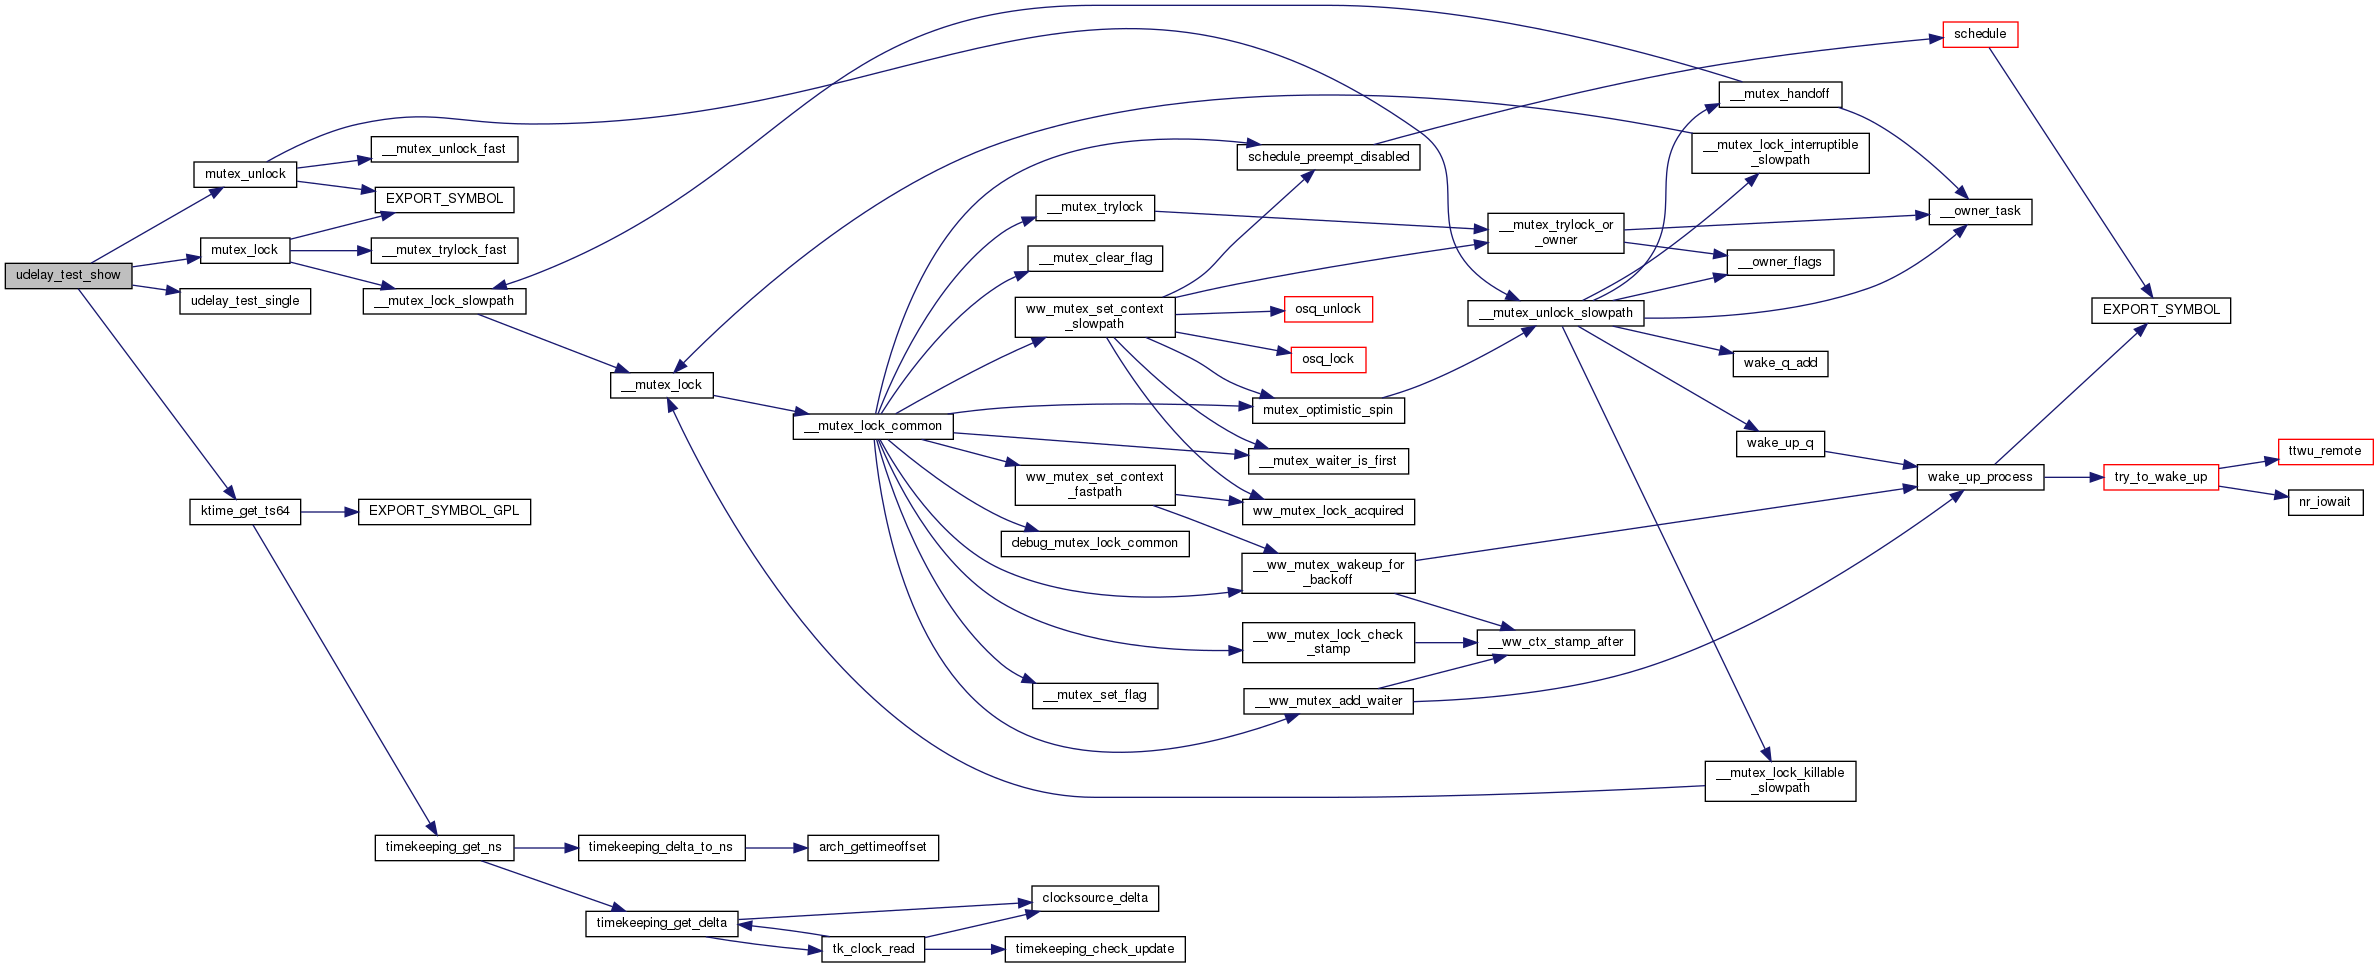 udelay_test_show
mutex_unlock
mutex_lock
udelay_test_single
ktime_get_ts64
__mutex_unlock_fast
EXPORT_SYMBOL
__mutex_trylock_fast
__mutex_lock_slowpath
EXPORT_SYMBOL_GPL
timekeeping_get_ns
__mutex_lock
timekeeping_delta_to_ns
timekeeping_get_delta
__mutex_lock_common
arch_gettimeoffset
tk_clock_read
__mutex_trylock
__mutex_clear_flag
ww_mutex_set_context
_slowpath
ww_mutex_set_context
_fastpath
debug_mutex_lock_common
__mutex_set_flag
clocksource_delta
timekeeping_check_update
schedule_preempt_disabled
osq_unlock
osq_lock
mutex_optimistic_spin
__mutex_waiter_is_first
ww_mutex_lock_acquired
__ww_mutex_wakeup_for
_backoff
__ww_mutex_lock_check
_stamp
__ww_mutex_add_waiter
__mutex_trylock_or
_owner
__mutex_unlock_slowpath
__ww_ctx_stamp_after
__mutex_handoff
__mutex_lock_interruptible
_slowpath
__owner_flags
wake_q_add
wake_up_q
__mutex_lock_killable
_slowpath
schedule
__owner_task
wake_up_process
EXPORT_SYMBOL
try_to_wake_up
ttwu_remote
nr_iowait